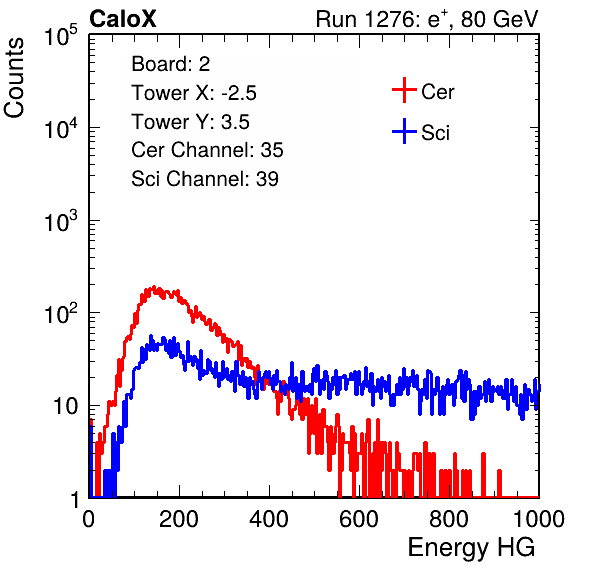 CaloX Run 1276: e⁺, 80 GeV
Counts
Board: 2
Tower X: -2.5
Tower Y: 3.5
Cer Channel: 35
Sci Channel: 39
Cer
Sci
10⁵
10⁴
10³
10²
10
1
0 200 400 600 800 1000
Energy HG